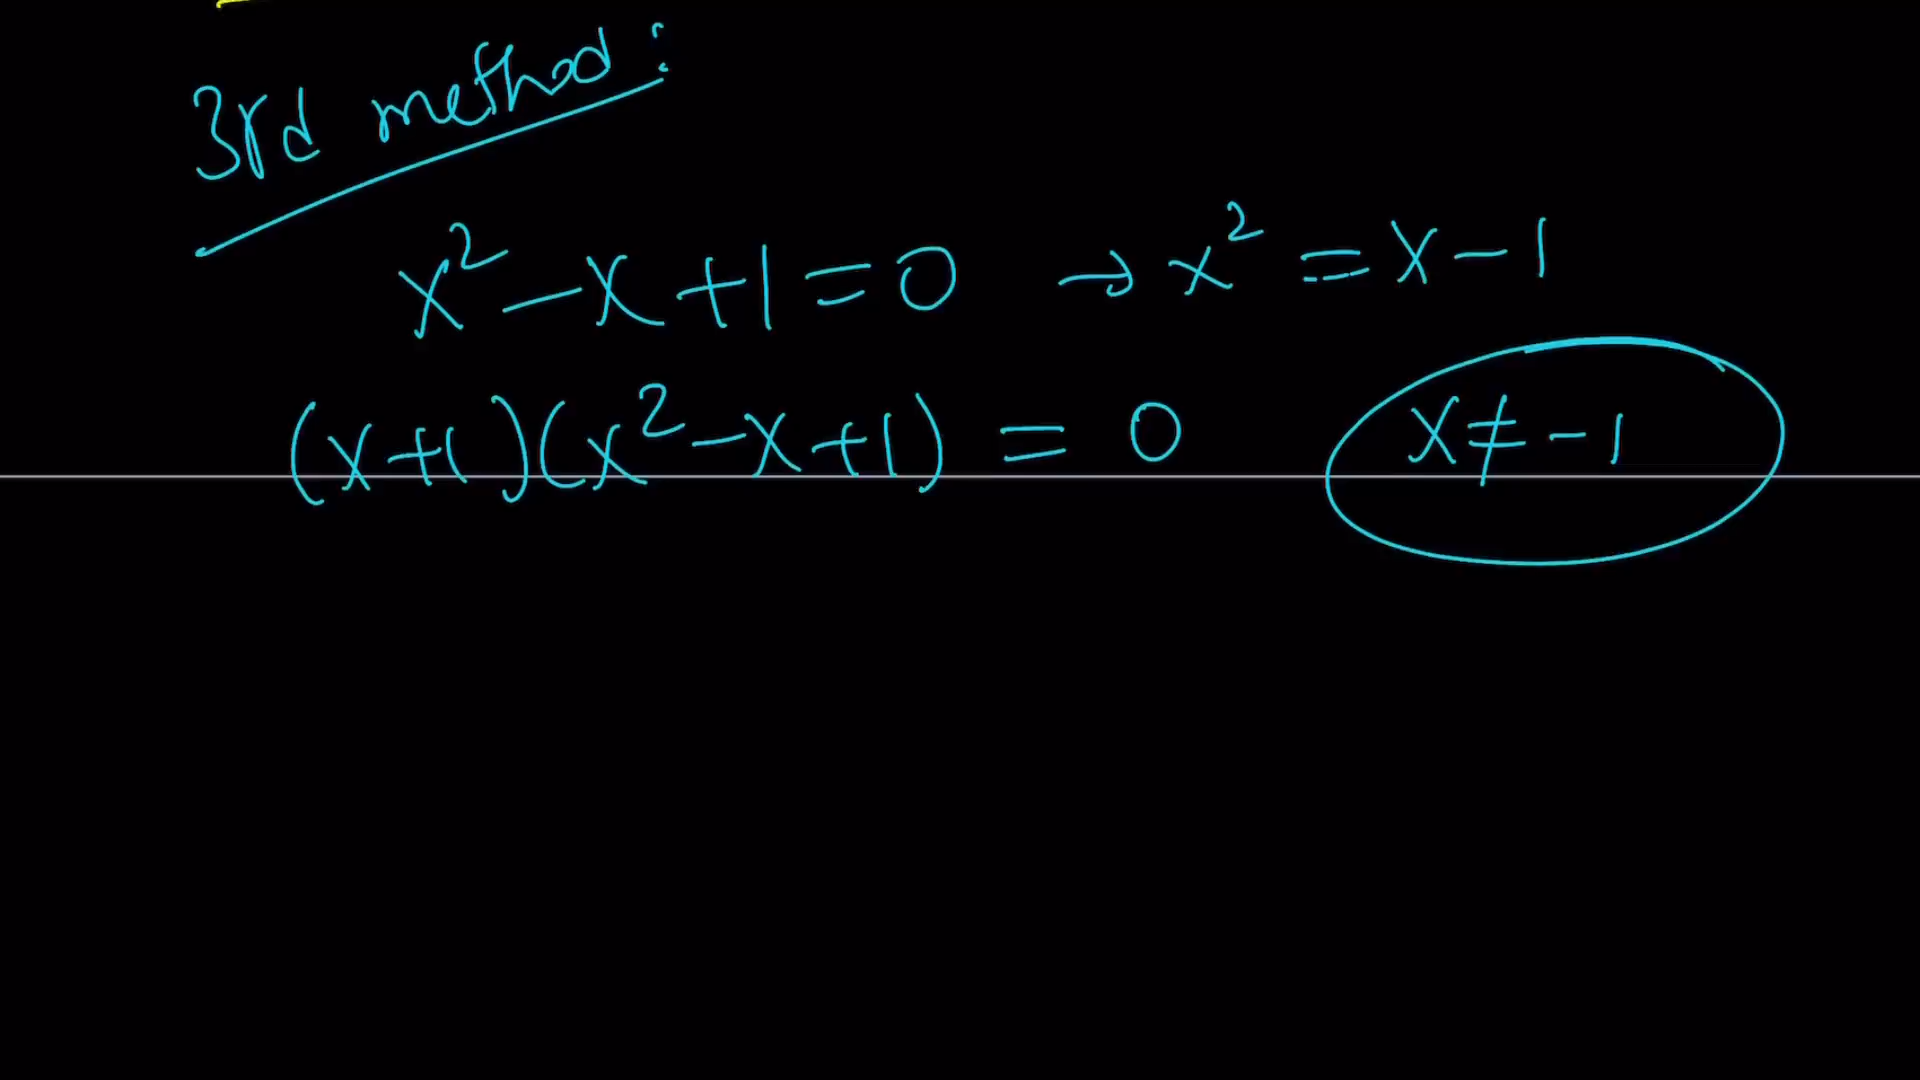 3rd method:
x² - x + 1 = 0 → x² = x - 1
(x+1)(x² - x + 1) = 0 x ≠ -1